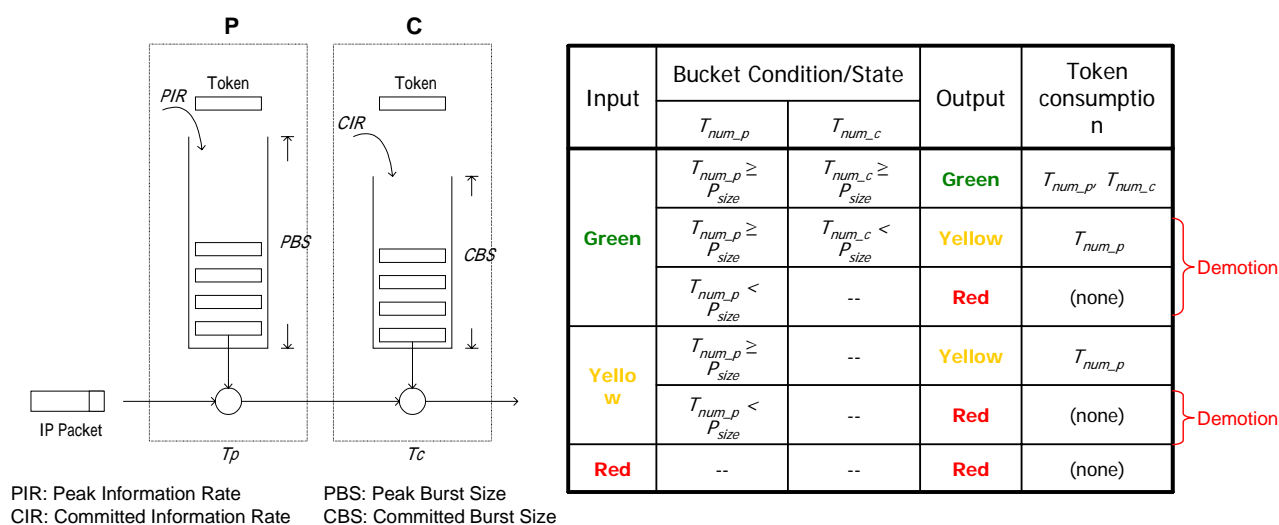 P
C
Token
Token
PIR
CIR
PBS
CBS
IP Packet
Tp
Tc
PIR: Peak Information Rate
PBS: Peak Burst Size
CIR: Committed Information Rate
CBS: Committed Burst Size
Input
Bucket Condition/State
Output
Token
consumptio
n
T_num_p
T_num_c
Green
T_num_p ≥
P_size
T_num_c ≥
P_size
Green
T_num_p, T_num_c
T_num_p ≥
P_size
T_num_c <
P_size
Yellow
T_num_p
T_num_p <
P_size
--
Red
(none)
Demotion
Yello
w
T_num_p ≥
P_size
--
Yellow
T_num_p
T_num_p <
P_size
--
Red
(none)
Demotion
Red
--
--
Red
(none)